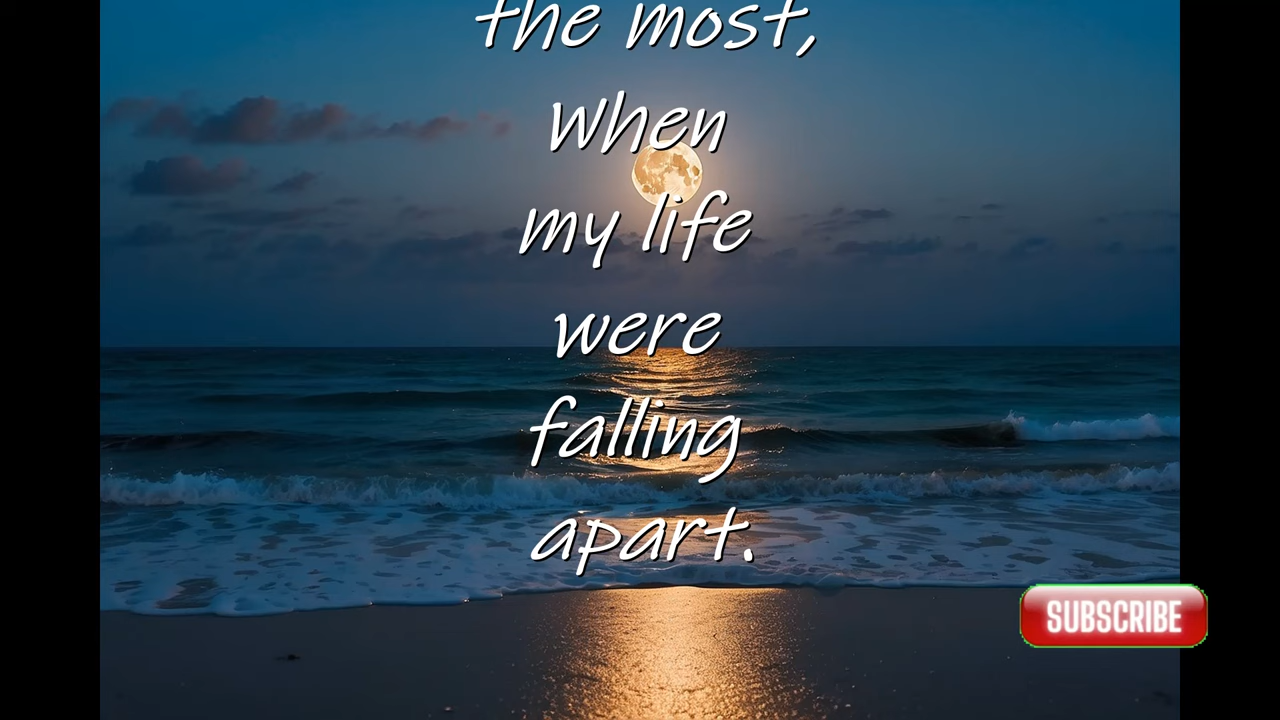 the most,
When
my life
were
falling
apart.
SUBSCRIBE